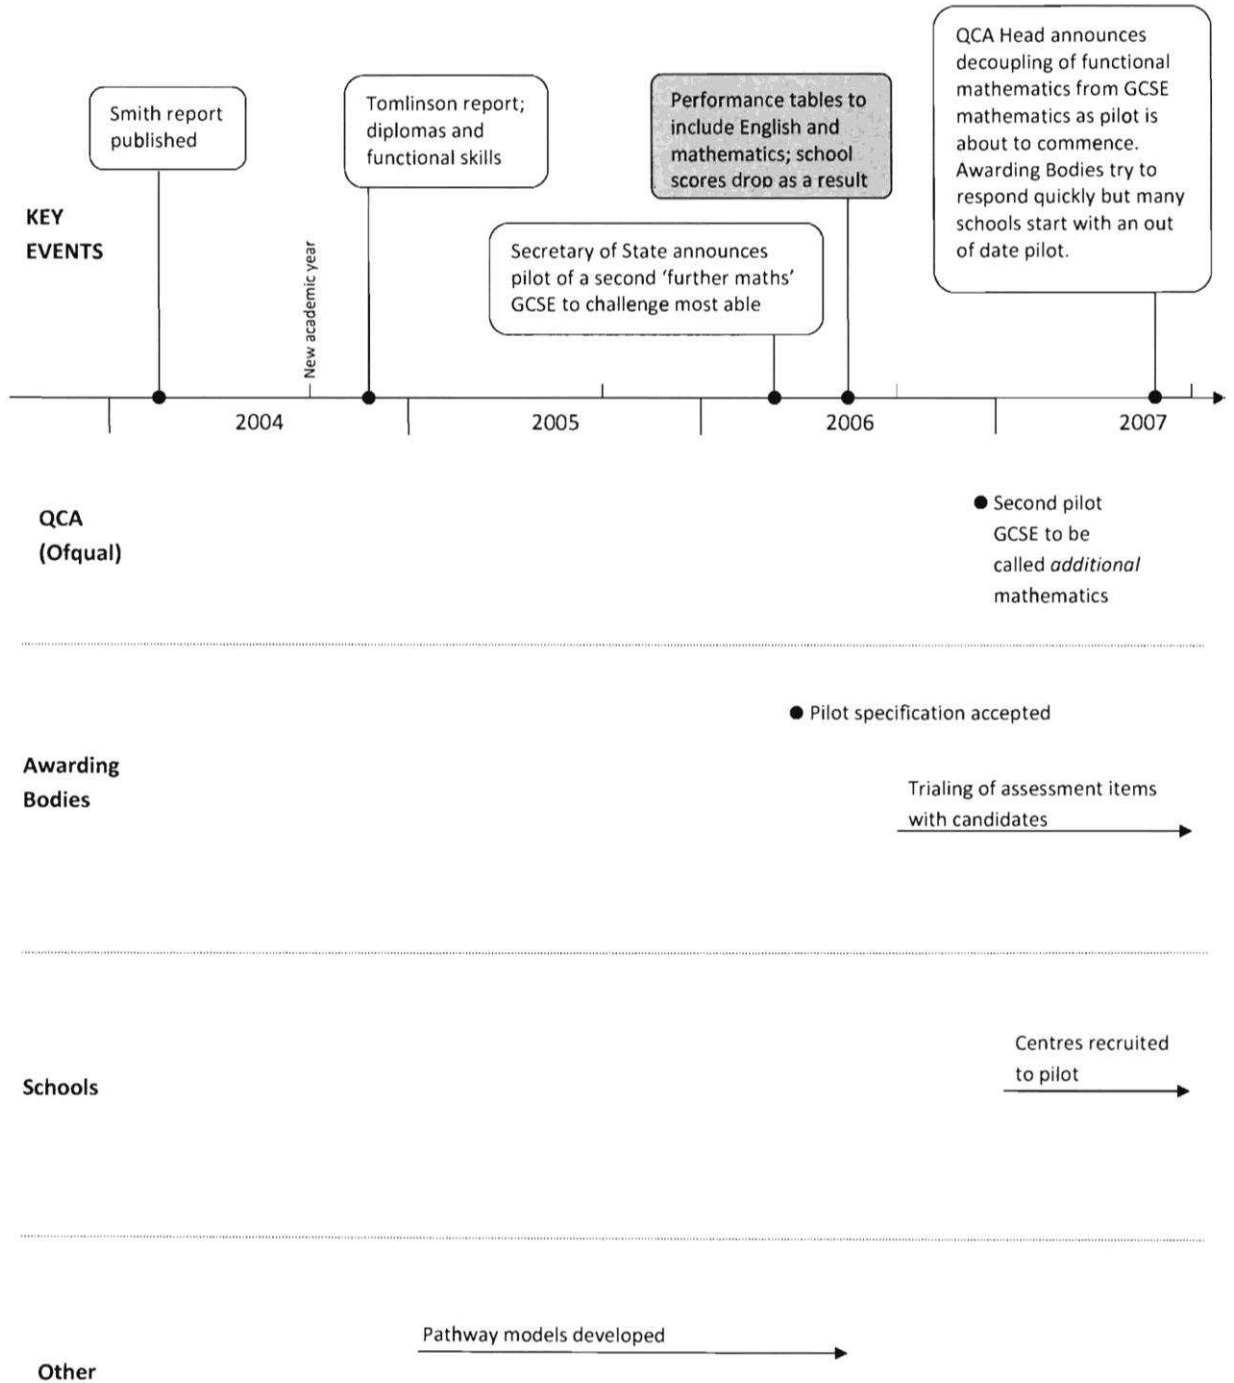 Smith report
published
Tomlinson report;
diplomas and
functional skills
Performance tables to
include English and
mathematics; school
scores drop as a result
QCA Head announces
decoupling of functional
mathematics from GCSE
mathematics as pilot is
about to commence.
Awarding Bodies try to
respond quickly but many
schools start with an out
of date pilot.
KEY
EVENTS
New academic year
Secretary of State announces
pilot of a second ‘further maths’
GCSE to challenge most able
2004
2005
2006
2007
QCA
(Ofqual)
Second pilot
GCSE to be
called additional
mathematics
Awarding
Bodies
Pilot specification accepted
Trialing of assessment items
with candidates
Schools
Centres recruited
to pilot
Other
Pathway models developed